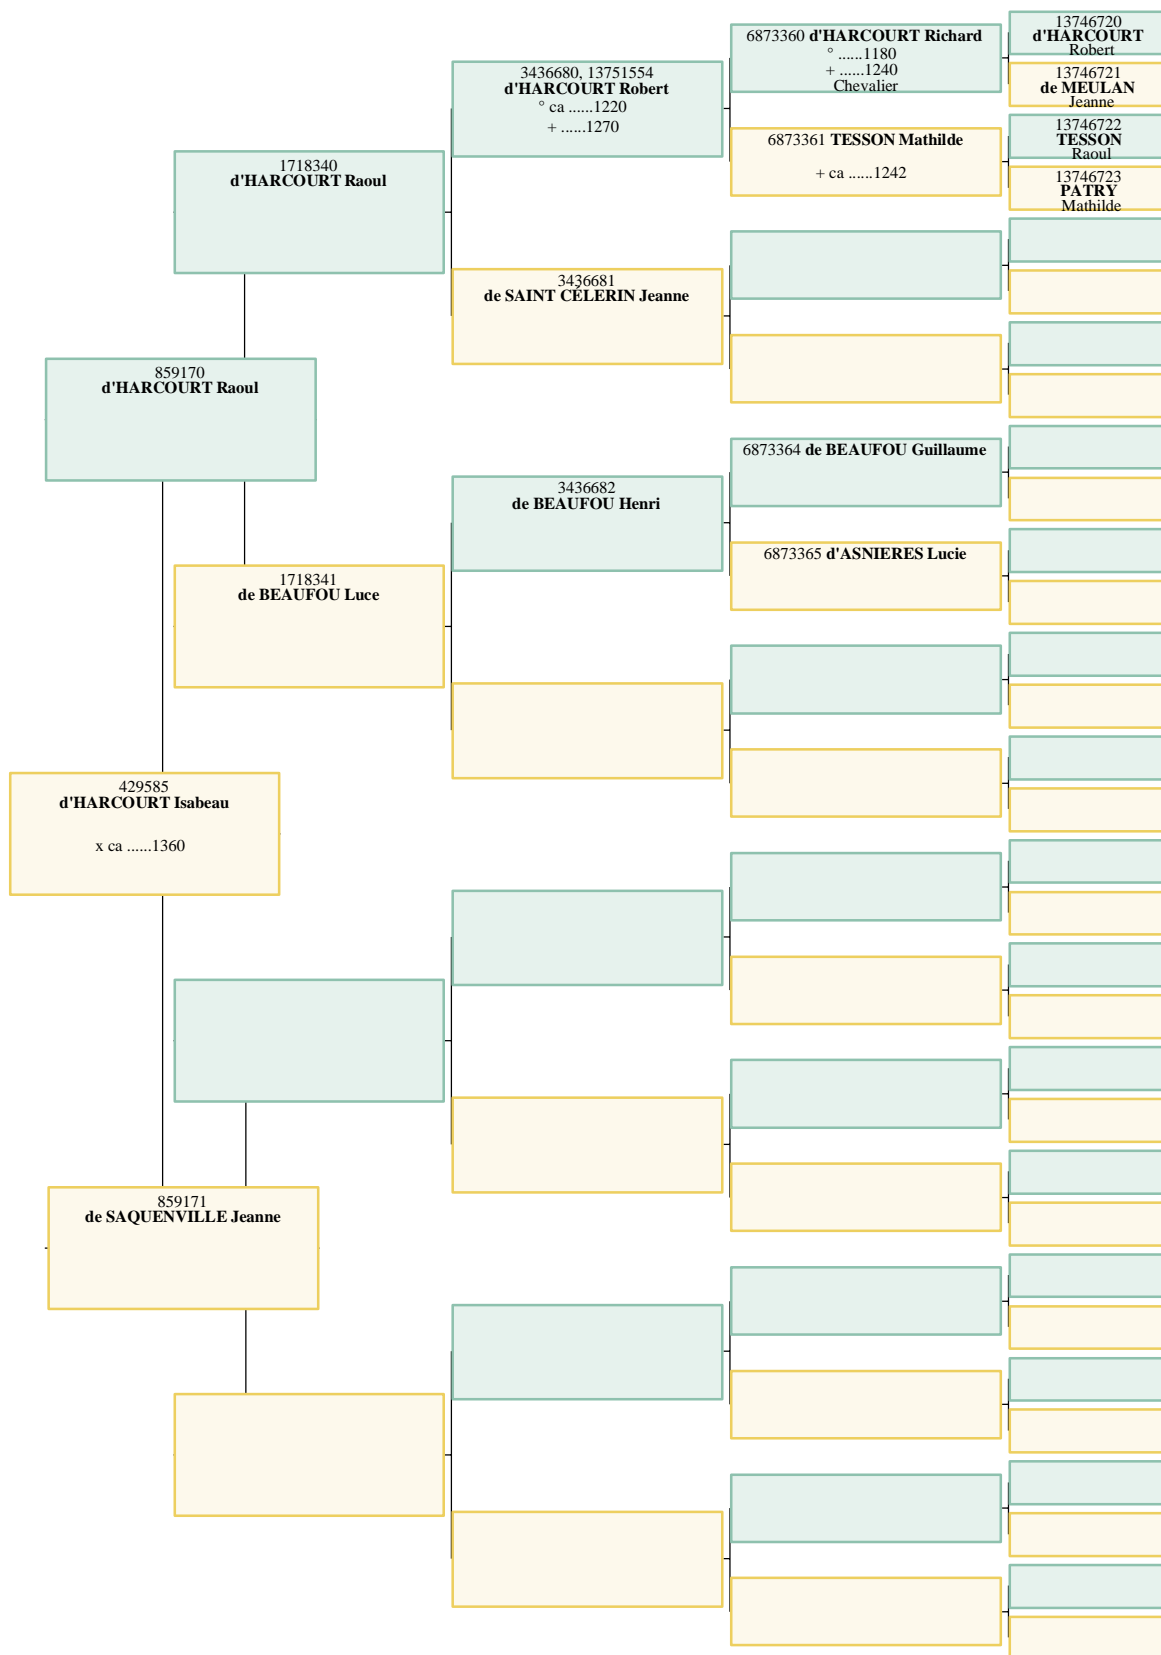 13746720
d'HARCOURT
Robert
6873360 d'HARCOURT Richard
° ......1180
+ ......1240
Chevalier
13746721
de MEULAN
Jeanne
3436680, 13751554
d'HARCOURT Robert
° ca ......1220
+ ......1270
13746722
TESSON
Raoul
6873361 TESSON Mathilde
+ ca ......1242
13746723
PATRY
Mathilde
1718340
d'HARCOURT Raoul
3436681
de SAINT CÉLERIN Jeanne
859170
d'HARCOURT Raoul
6873364 de BEAUFOU Guillaume
3436682
de BEAUFOU Henri
6873365 d'ASNIERES Lucie
1718341
de BEAUFOU Luce
429585
d'HARCOURT Isabeau
x ca ......1360
859171
de SAQUENVILLE Jeanne